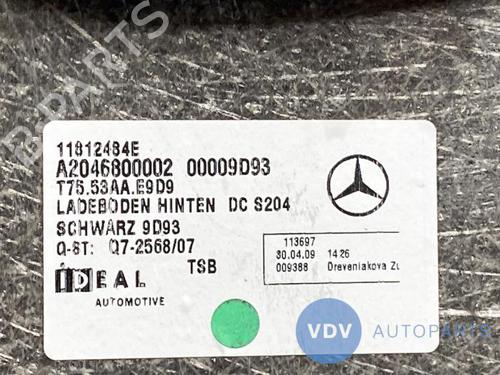 11812484E
A2046800002 00009D93
T75.53AA.E9D9
LADEBODEN HINTEN DC S204
SCHWARZ 9D93
Q-ST: Q7-2568/07
TSB
IDEAL
AUTOMOTIVE
113697
30.04.09 14:26
009388 Dreveniakova Zu
B-PARTS
VDV AUTOPARTS